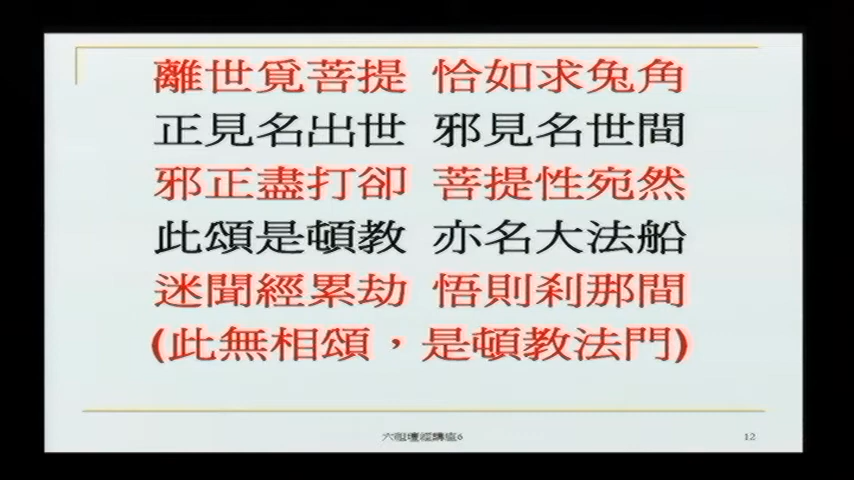 離世覓菩提 恰如求兔角
正見名出世 邪見名世間
邪正盡打卻 菩提性宛然
此頌是頓教 亦名大法船
迷聞經累劫 悟則剎那間
(此無相頌，是頓教法門)
六祖壇經講座6
12